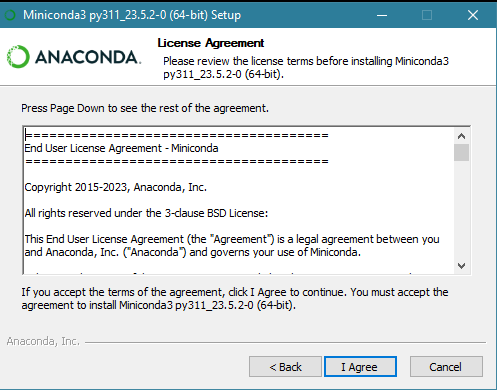 Miniconda3 py311_23.5.2-0 (64-bit) Setup
ANACONDA.
License Agreement
Please review the license terms before installing Miniconda3
py311_23.5.2-0 (64-bit).
Press Page Down to see the rest of the agreement.
======================================
End User License Agreement - Miniconda
======================================
Copyright 2015-2023, Anaconda, Inc.
All rights reserved under the 3-clause BSD License:
This End User License Agreement (the "Agreement") is a legal agreement between you
and Anaconda, Inc. ("Anaconda") and governs your use of Miniconda.
If you accept the terms of the agreement, click I Agree to continue. You must accept the
agreement to install Miniconda3 py311_23.5.2-0 (64-bit).
Anaconda, Inc.
< Back
I Agree
Cancel